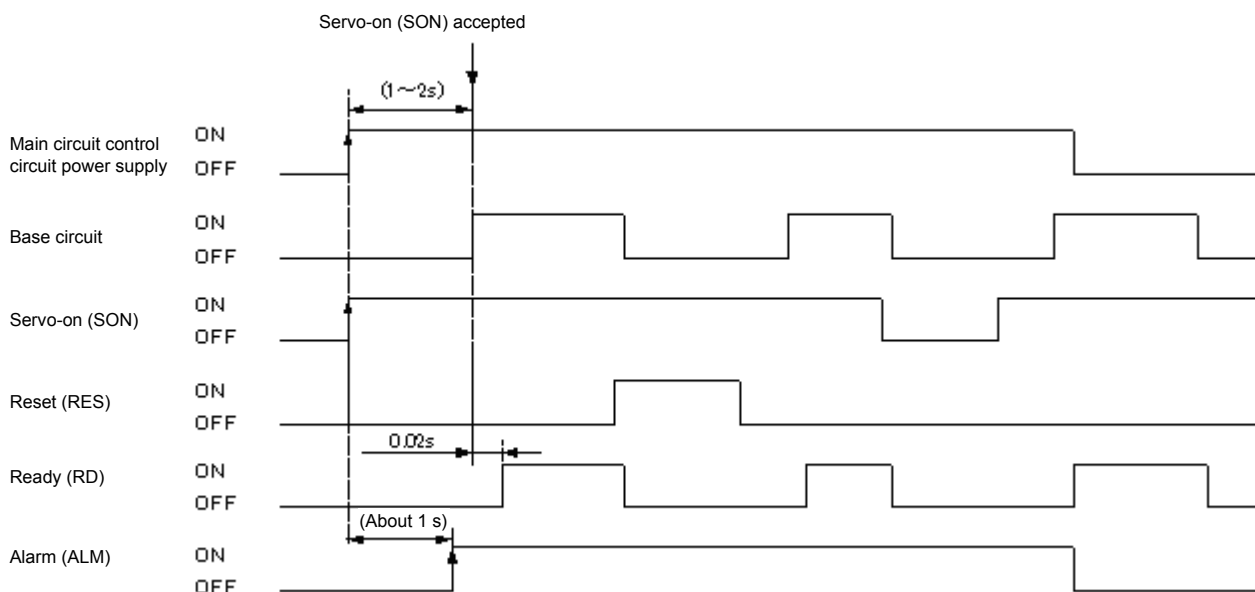 Servo-on (SON) accepted
(1～2s)
Main circuit control
circuit power supply
ON
OFF
Base circuit
ON
OFF
Servo-on (SON)
ON
OFF
Reset (RES)
ON
OFF
0.02s
Ready (RD)
ON
OFF
(About 1 s)
Alarm (ALM)
ON
OFF